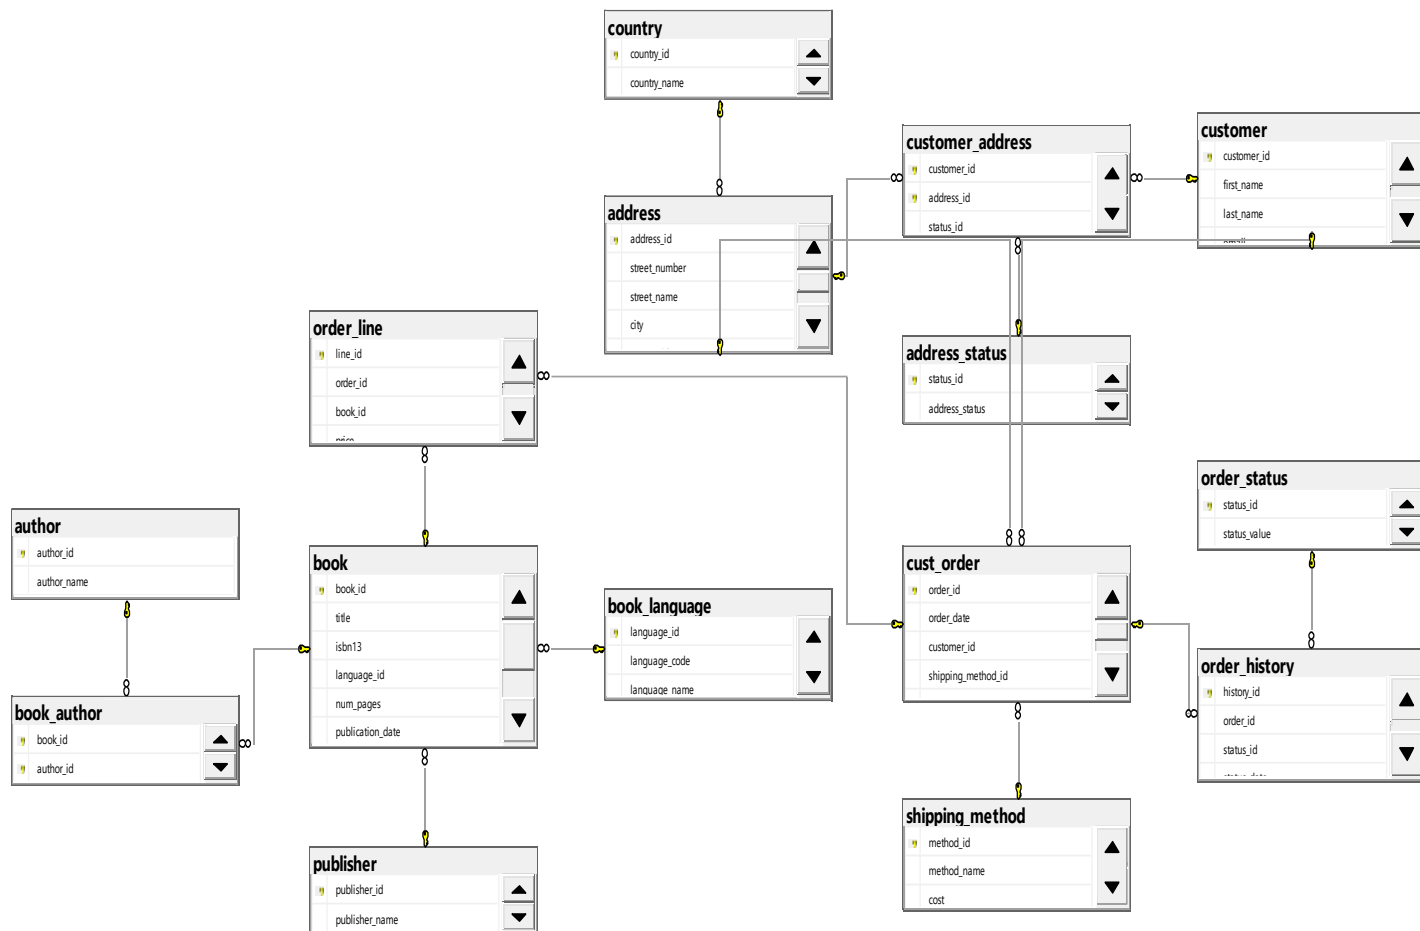 country
country_id
country_name
customer_address
customer_id
address_id
status_id
customer
customer_id
first_name
last_name
email
address
address_id
street_number
street_name
city
order_line
line_id
order_id
book_id
price
address_status
status_id
address_status
order_status
status_id
status_value
author
author_id
author_name
book
book_id
title
isbn13
language_id
num_pages
publication_date
book_language
language_id
language_code
language_name
cust_order
order_id
order_date
customer_id
shipping_method_id
order_history
history_id
order_id
status_id
status_date
book_author
book_id
author_id
shipping_method
method_id
method_name
cost
publisher
publisher_id
publisher_name